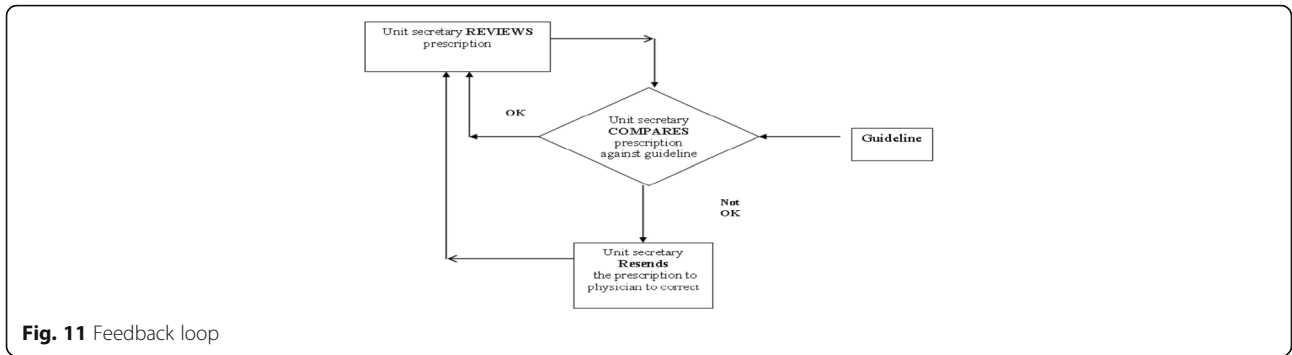 Unit secretary REVIEWS
prescription
OK
Unit secretary
COMPARES
prescription
against guideline
Guideline
Not
OK
Unit secretary
Resends
the prescription to
physician to correct
Fig. 11 Feedback loop